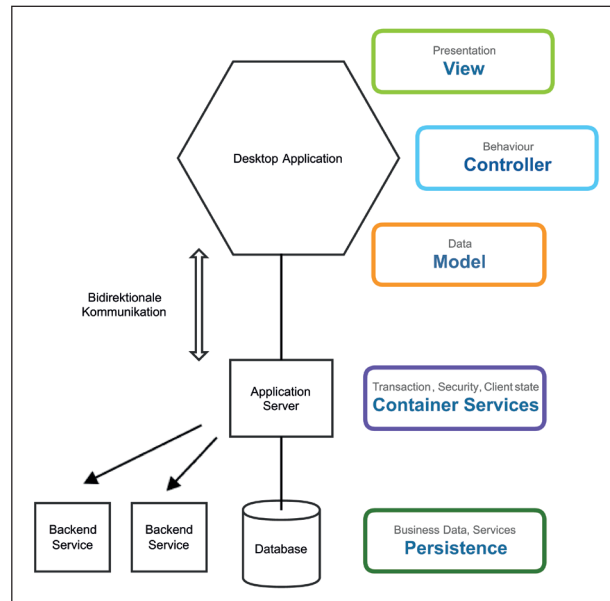 Presentation
View
Desktop Application
Behaviour
Controller
Data
Model
Bidirektionale
Kommunikation
Application
Server
Transaction, Security, Client state
Container Services
Backend
Service
Backend
Service
Database
Business Data, Services
Persistence